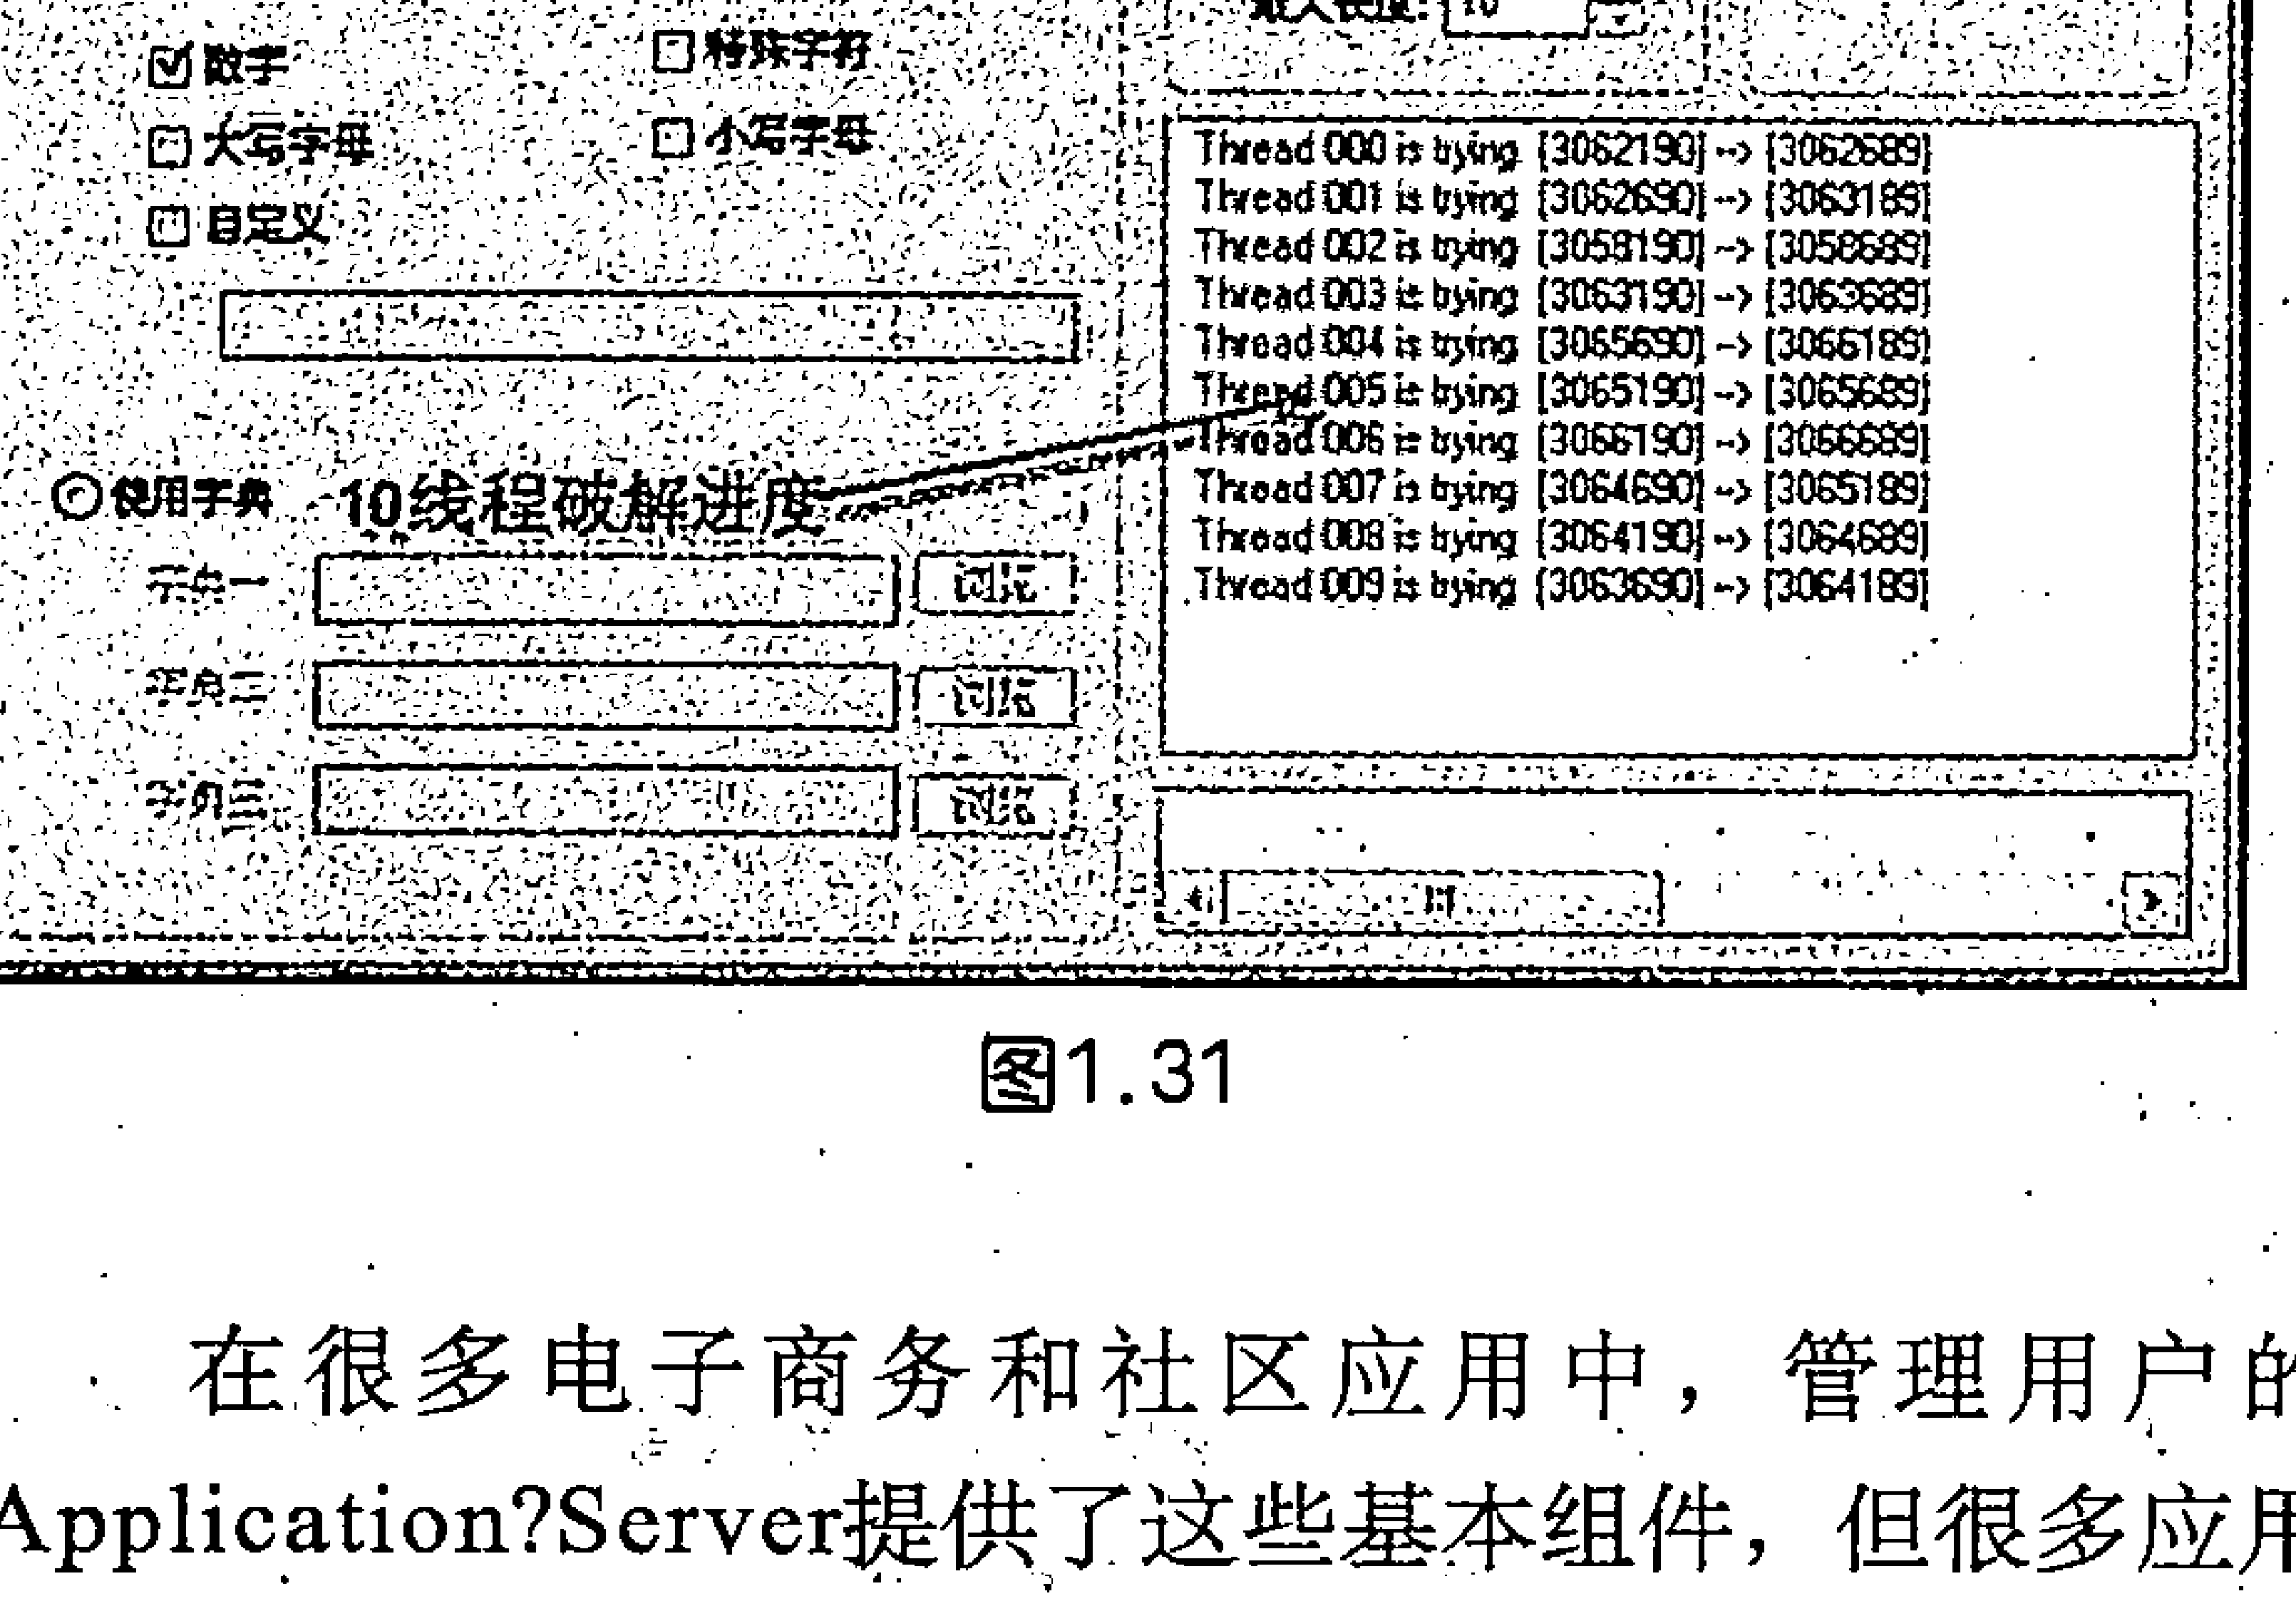 最大长度: 10
数字
特殊字符
大写字母
小写字母
自定义
使用字典
10线程破解进度
字典一
字典二
字典三
Thread 000 is trying [3062190] --> [3062689]
Thread 001 is trying [3062690] --> [3063189]
Thread 002 is trying [3058190] --> [3058689]
Thread 003 is trying [3063190] --> [3063689]
Thread 004 is trying [3065690] --> [3066189]
Thread 005 is trying [3065190] --> [3065689]
Thread 006 is trying [3066190] --> [3066689]
Thread 007 is trying [3064690] --> [3065189]
Thread 008 is trying [3064190] --> [3064689]
Thread 009 is trying [3063690] --> [3064189]
图1.31
在很多电子商务和社区应用中，管理用户的
Application?Server提供了这些基本组件，但很多应用